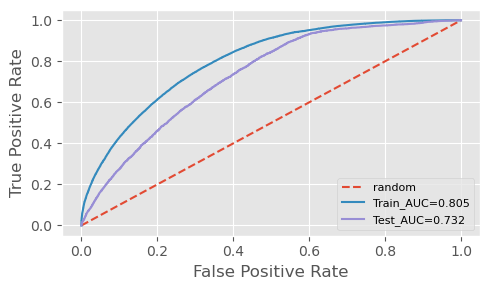 1.0
0.8
0.6
0.4
0.2
0.0
True Positive Rate
random
Train_AUC=0.805
Test_AUC=0.732
0.0 0.2 0.4 0.6 0.8 1.0
False Positive Rate